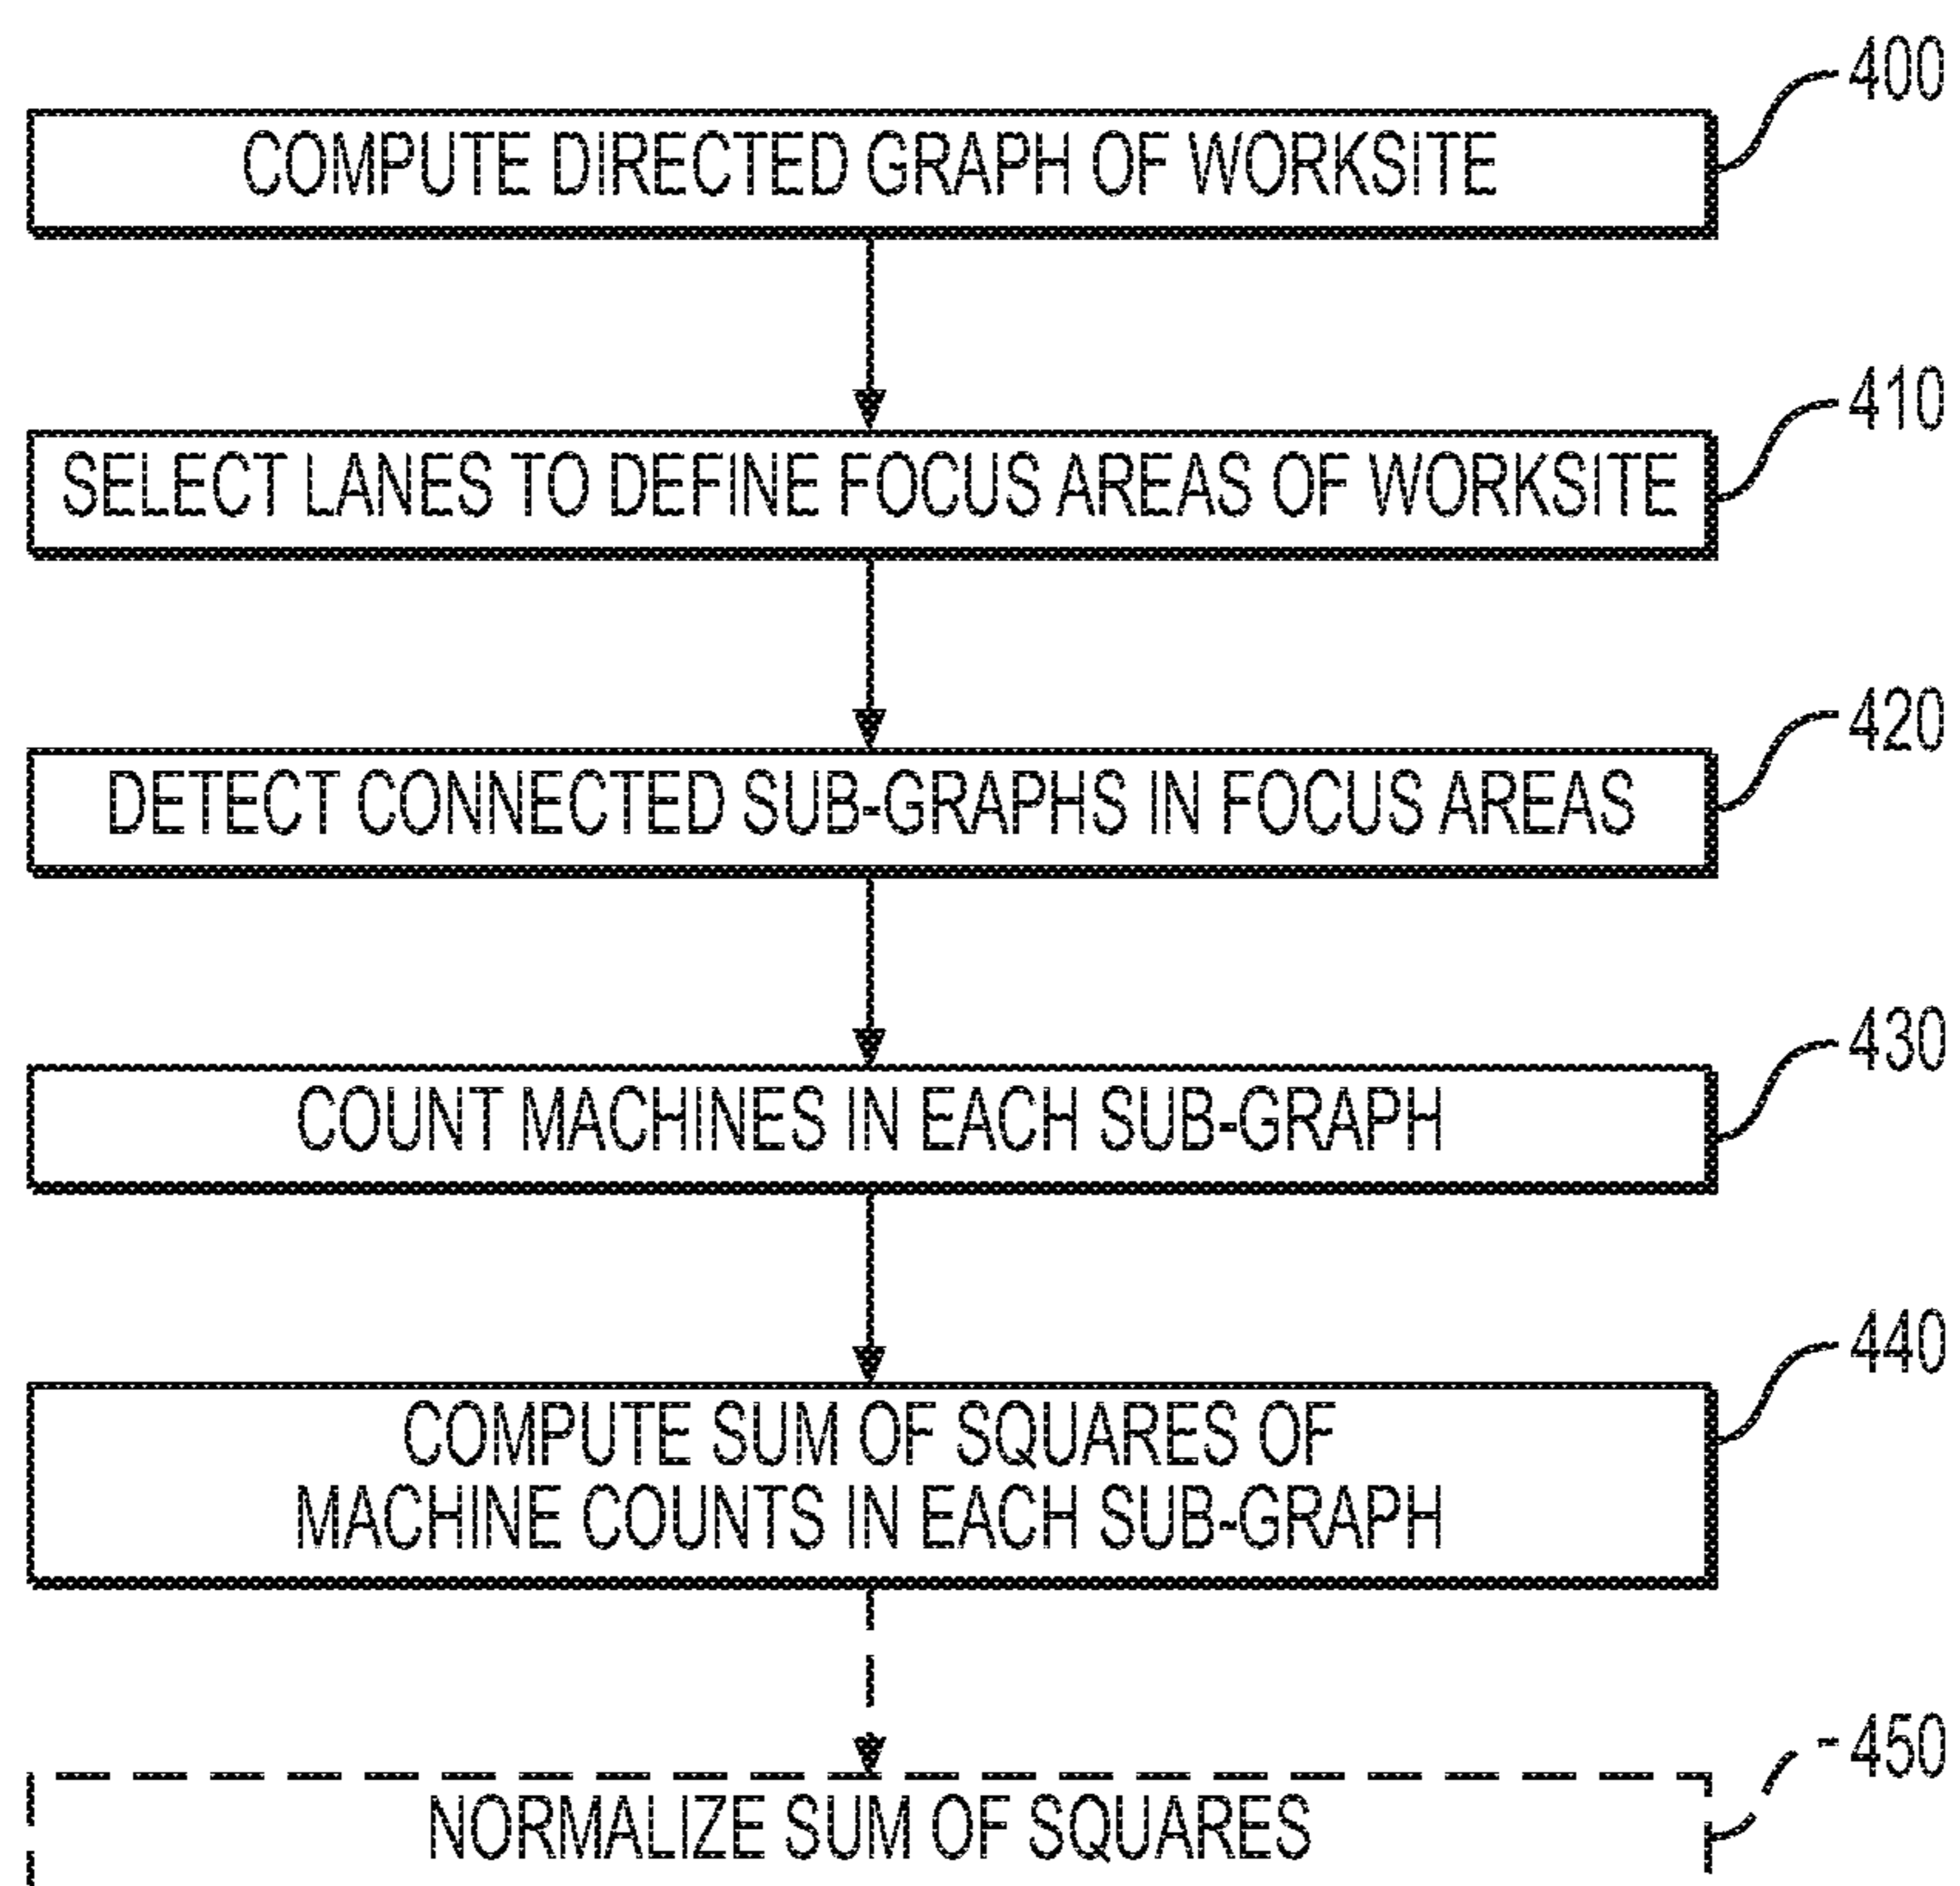 400
COMPUTE DIRECTED GRAPH OF WORKSITE
410
SELECT LANES TO DEFINE FOCUS AREAS OF WORKSITE
420
DETECT CONNECTED SUB-GRAPHS IN FOCUS AREAS
430
COUNT MACHINES IN EACH SUB-GRAPH
440
COMPUTE SUM OF SQUARES OF
MACHINE COUNTS IN EACH SUB-GRAPH
450
NORMALIZE SUM OF SQUARES